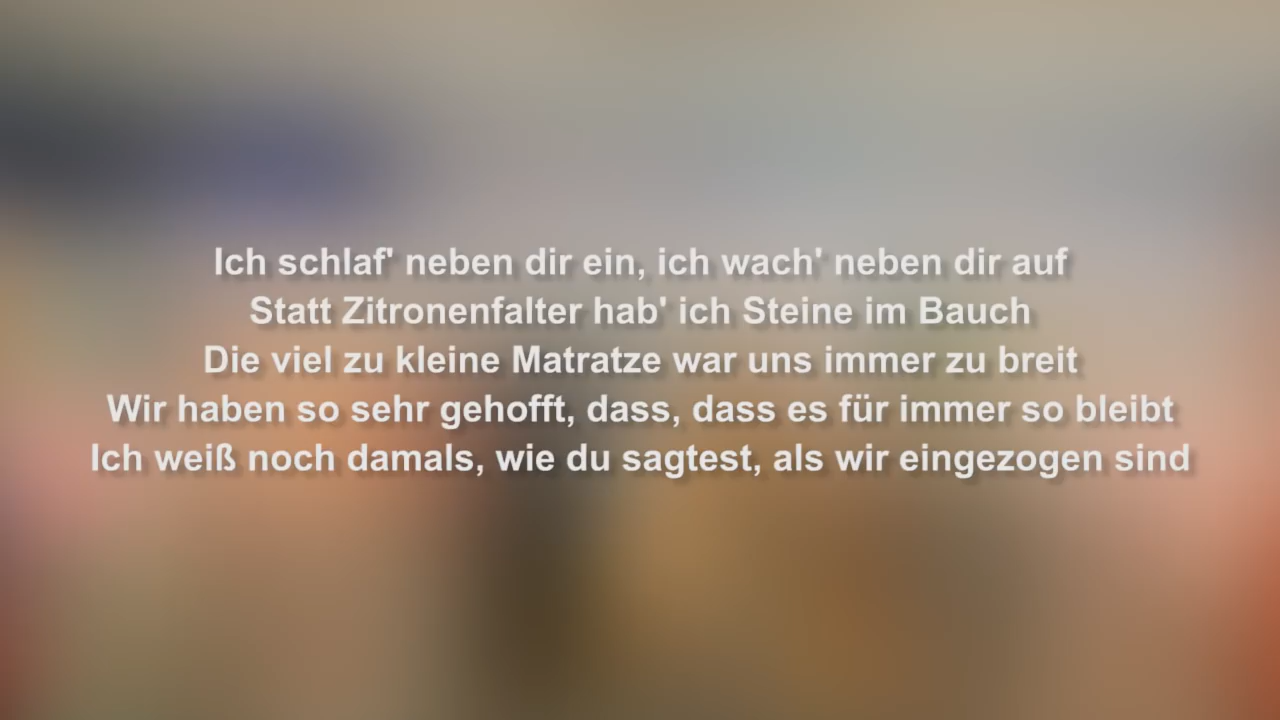 Ich schlaf' neben dir ein, ich wach' neben dir auf
Statt Zitronenfalter hab' ich Steine im Bauch
Die viel zu kleine Matratze war uns immer zu breit
Wir haben so sehr gehofft, dass, dass es für immer so bleibt
Ich weiß noch damals, wie du sagtest, als wir eingezogen sind